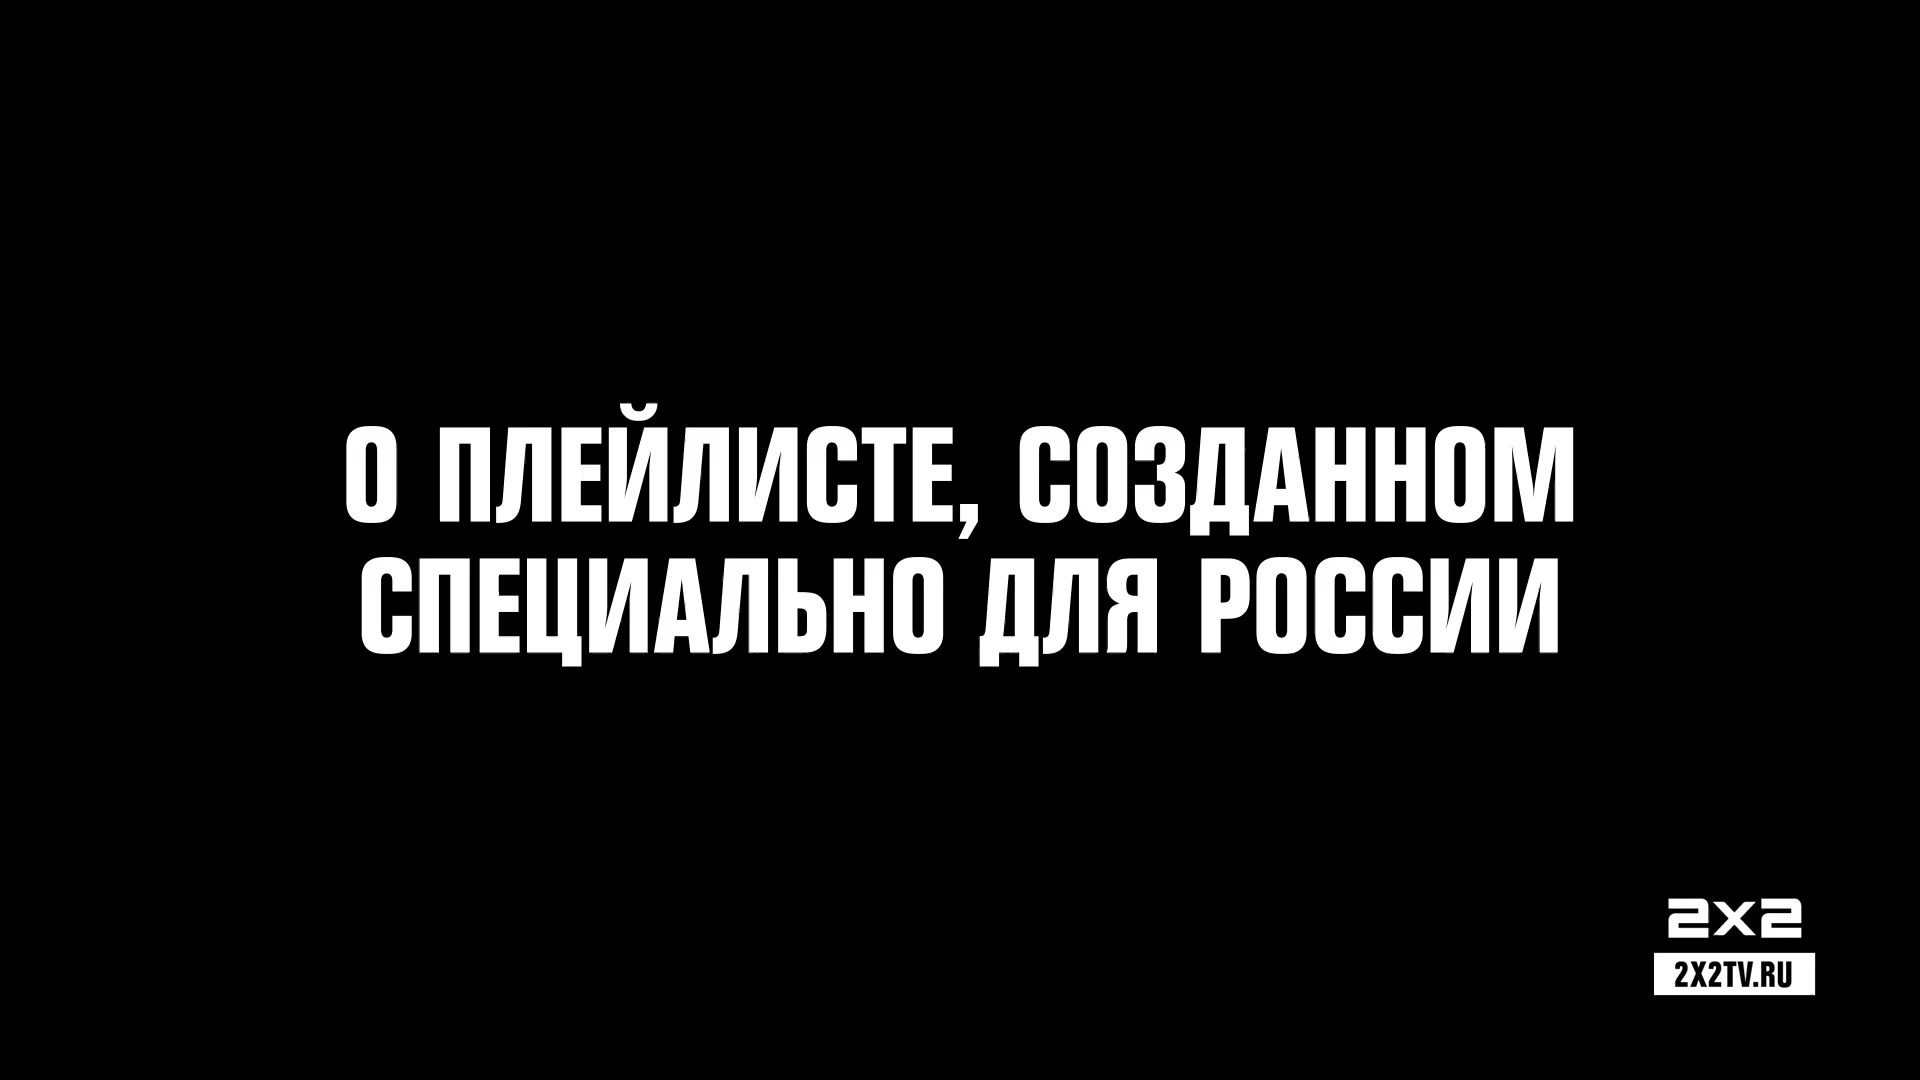 О ПЛЕЙЛИСТЕ, СОЗДАННОМ
СПЕЦИАЛЬНО ДЛЯ РОССИИ
2x2
2X2TV.RU